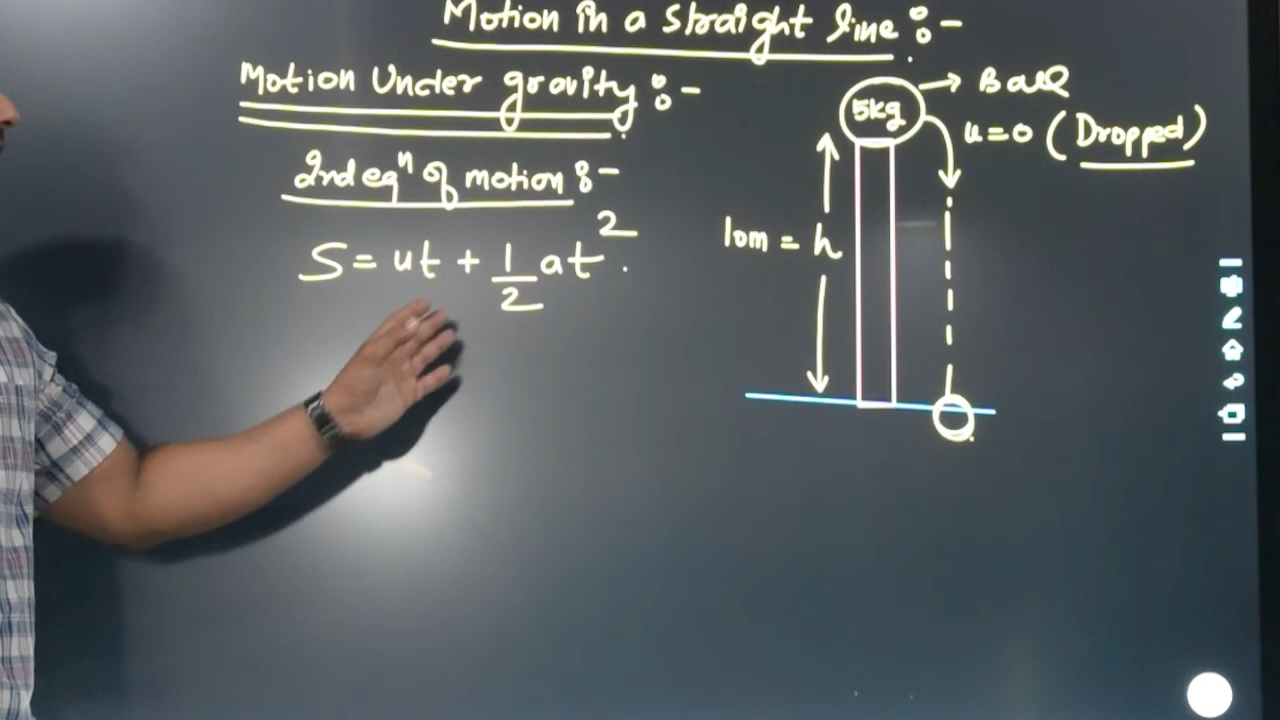 Motion in a straight line :-
Motion Under gravity :-
2nd eqⁿ of motion :-
S = ut + 1/2 at².
5kg → Ball
u=0 (Dropped)
10m = h